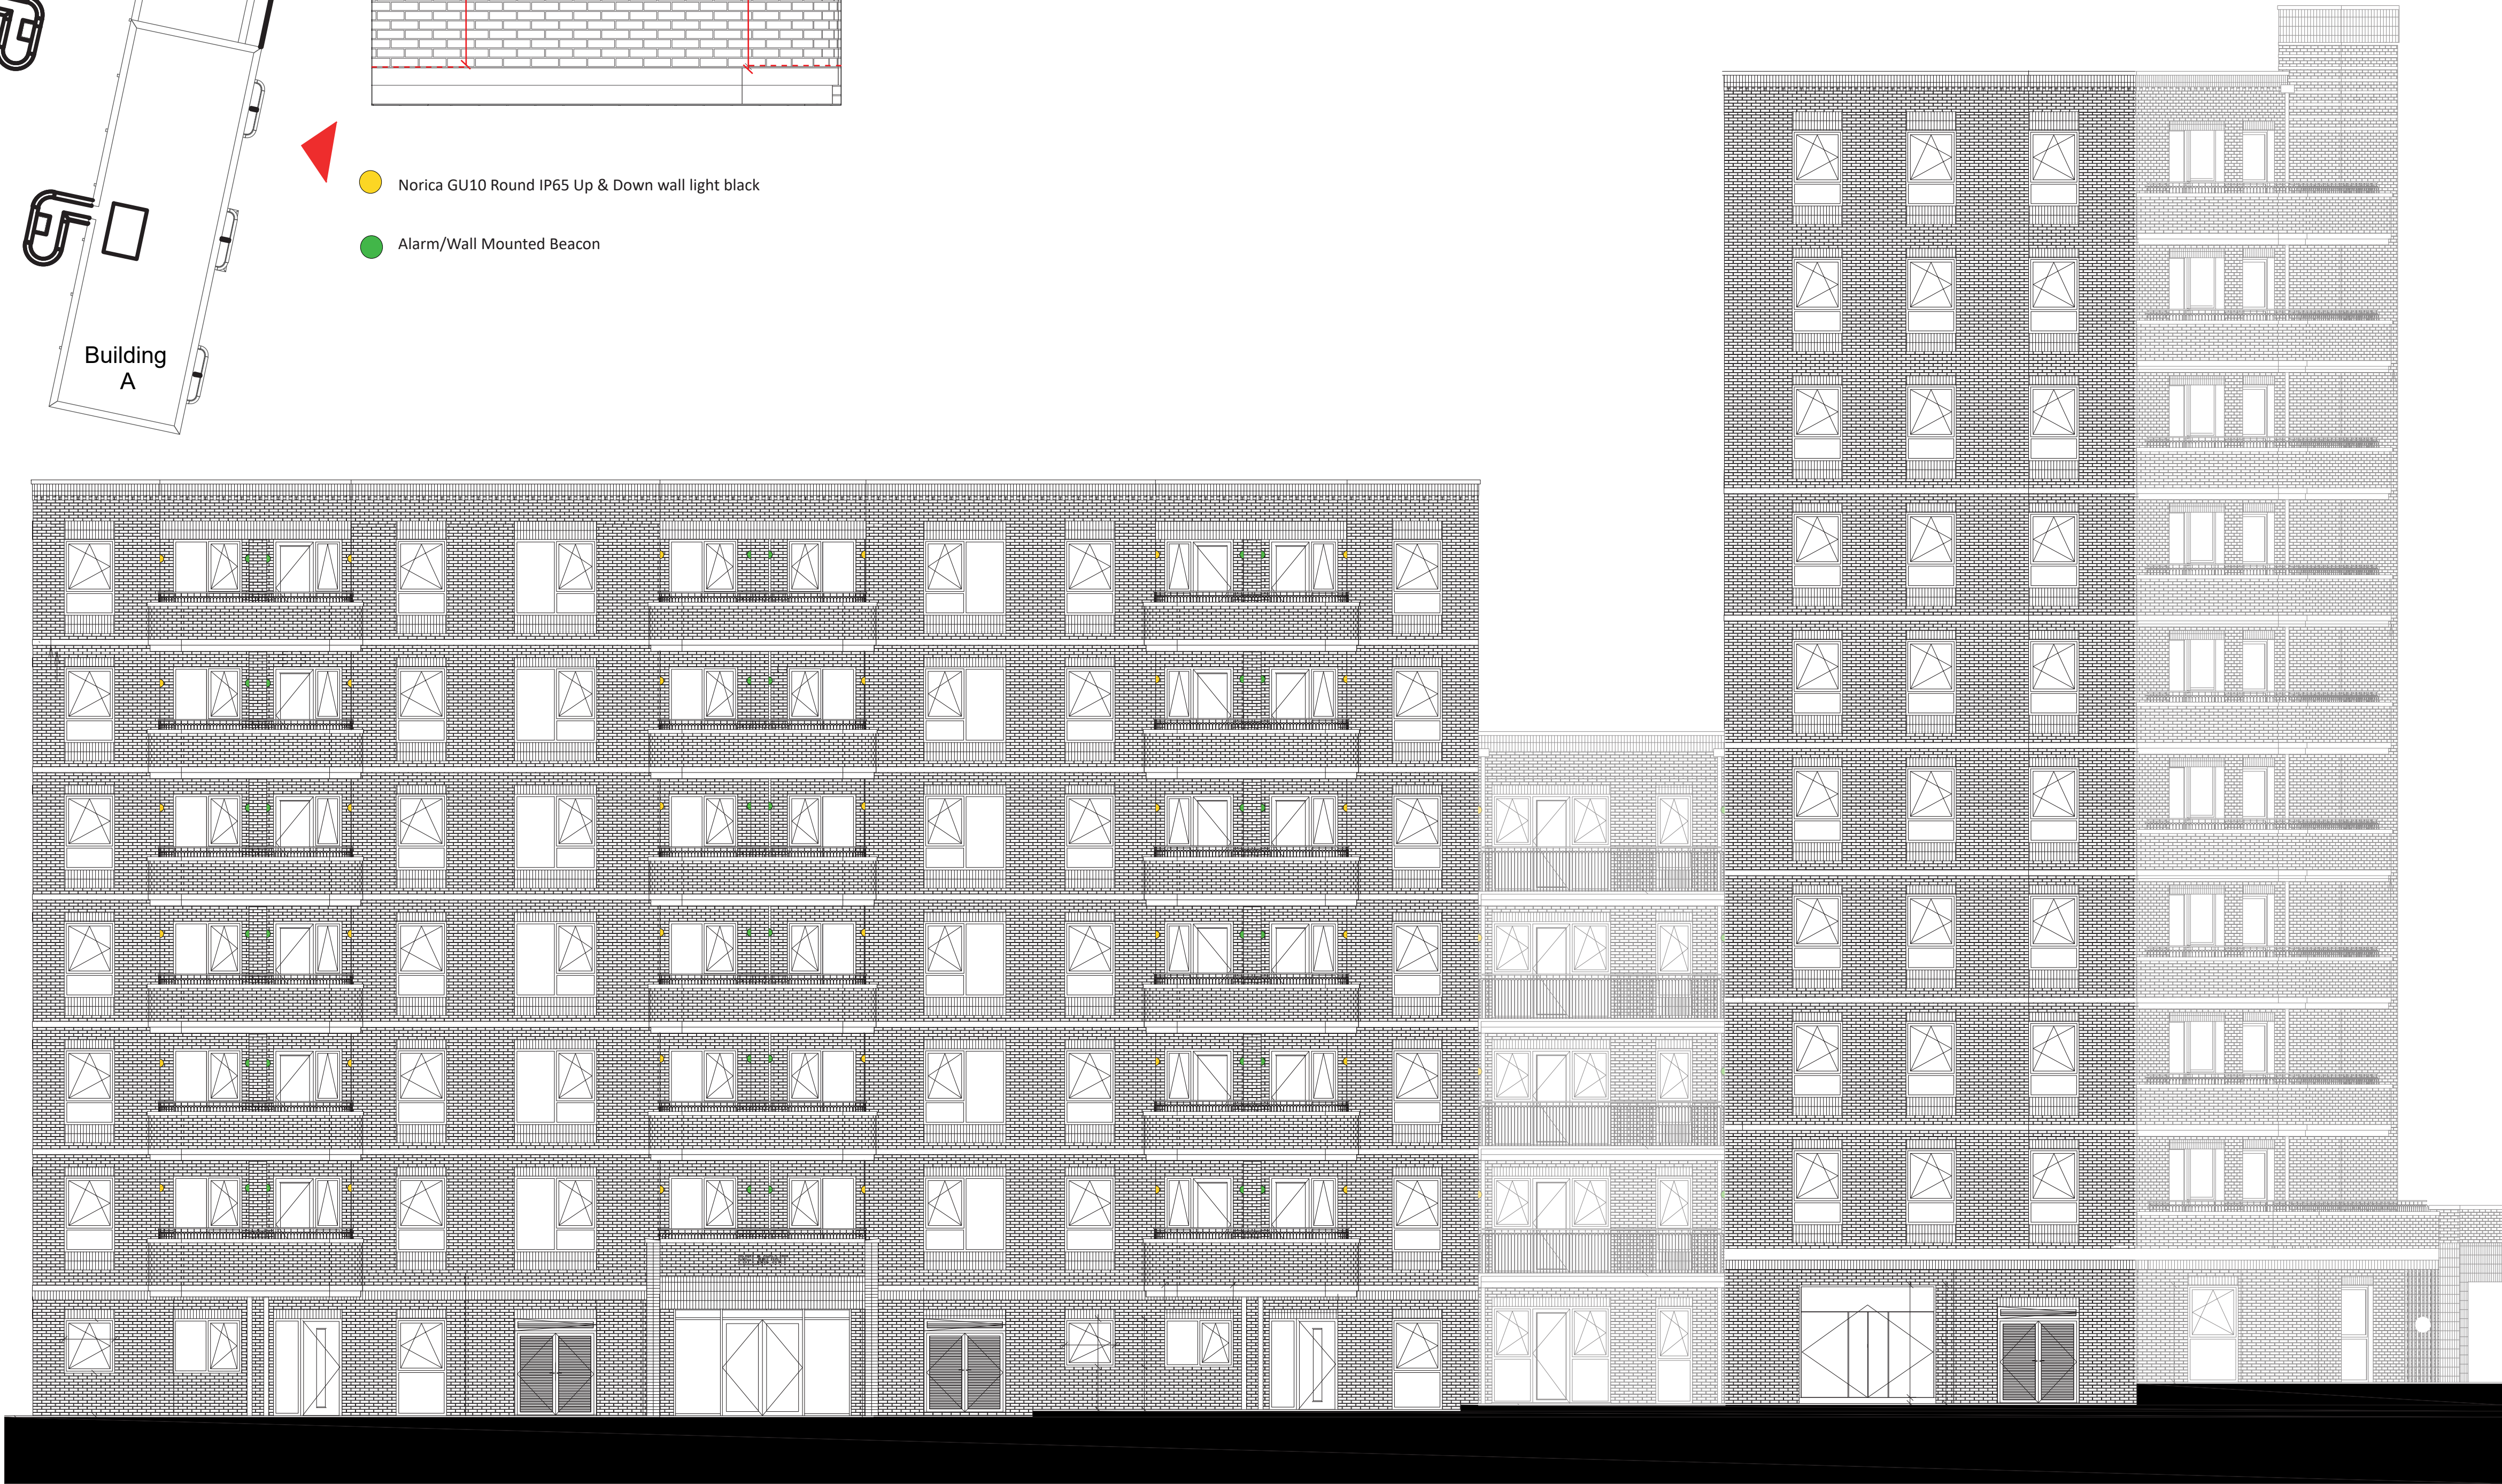 Norica GU10 Round IP65 Up & Down wall light black
Alarm/Wall Mounted Beacon
Building
A